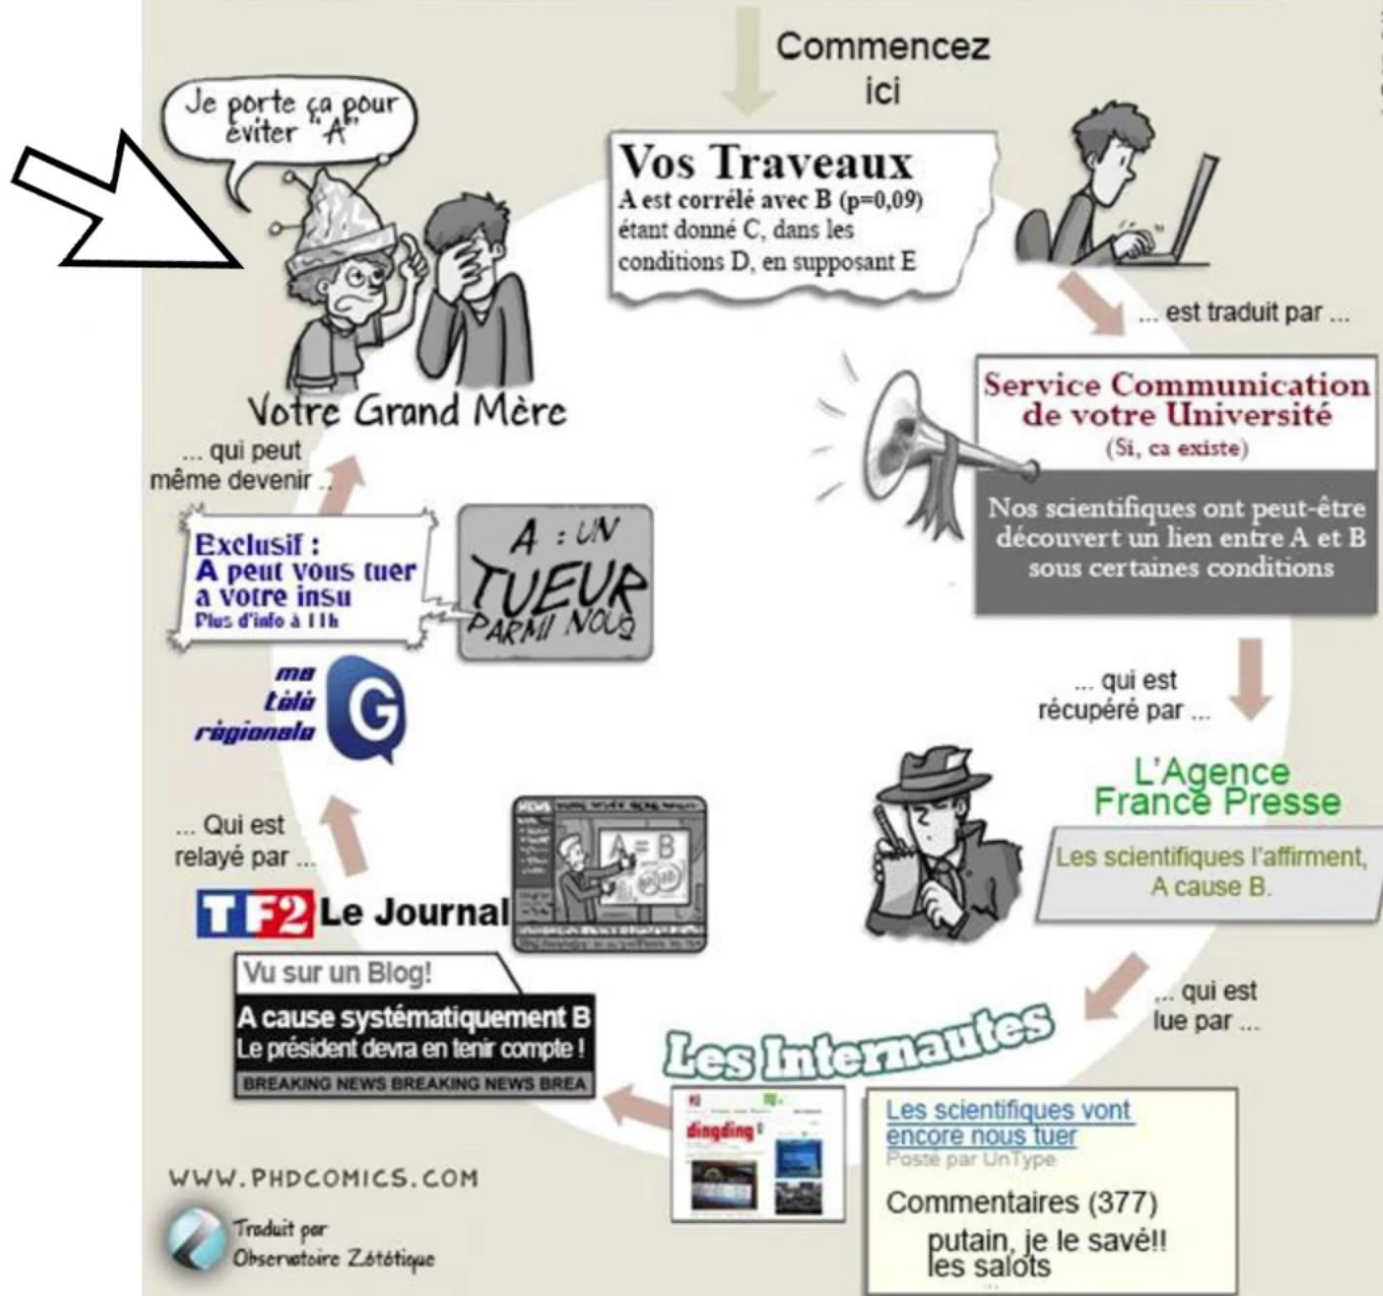 Commencez
ici
Je porte ça pour
éviter "A"
Vos Traveaux
A est corrélé avec B (p=0,09)
étant donné C, dans les
conditions D, en supposant E
... est traduit par ...
Service Communication
de votre Université
(Si, ca existe)
Nos scientifiques ont peut-être
découvert un lien entre A et B
sous certaines conditions
... qui est
récupéré par ...
L'Agence
France Presse
Les scientifiques l'affirment,
A cause B.
... qui est
lue par ...
Les Internautes
dingding
Les scientifiques vont
encore nous tuer
Posté par UnType
Commentaires (377)
putain, je le savé!!
les salots
...
TF2 Le Journal
NEWS
A = B
Vu sur un Blog!
A cause systématiquement B
Le président devra en tenir compte !
BREAKING NEWS BREAKING NEWS BREA
... Qui est
relayé par ...
ma
télé
régionale
G
Exclusif :
A peut vous tuer
a votre insu
Plus d'info à 11h
A : UN
TUEUR
PARMI NOUS
... qui peut
même devenir ..
Votre Grand Mère
WWW.PHDCOMICS.COM
Traduit par
Observatoire Zététique